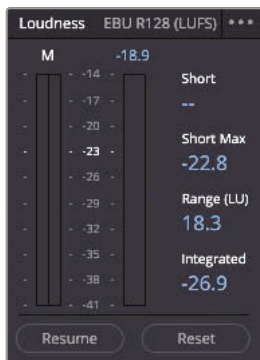 Loudness EBU R128 (LUFS) •••
M -18.9
- -14 -
- -17 -
- -20 -
- -23 -
- -26 -
- -29 -
- -32 -
- -35 -
- -38 -
- -41 -
Short
--
Short Max
-22.8
Range (LU)
18.3
Integrated
-26.9
Resume Reset